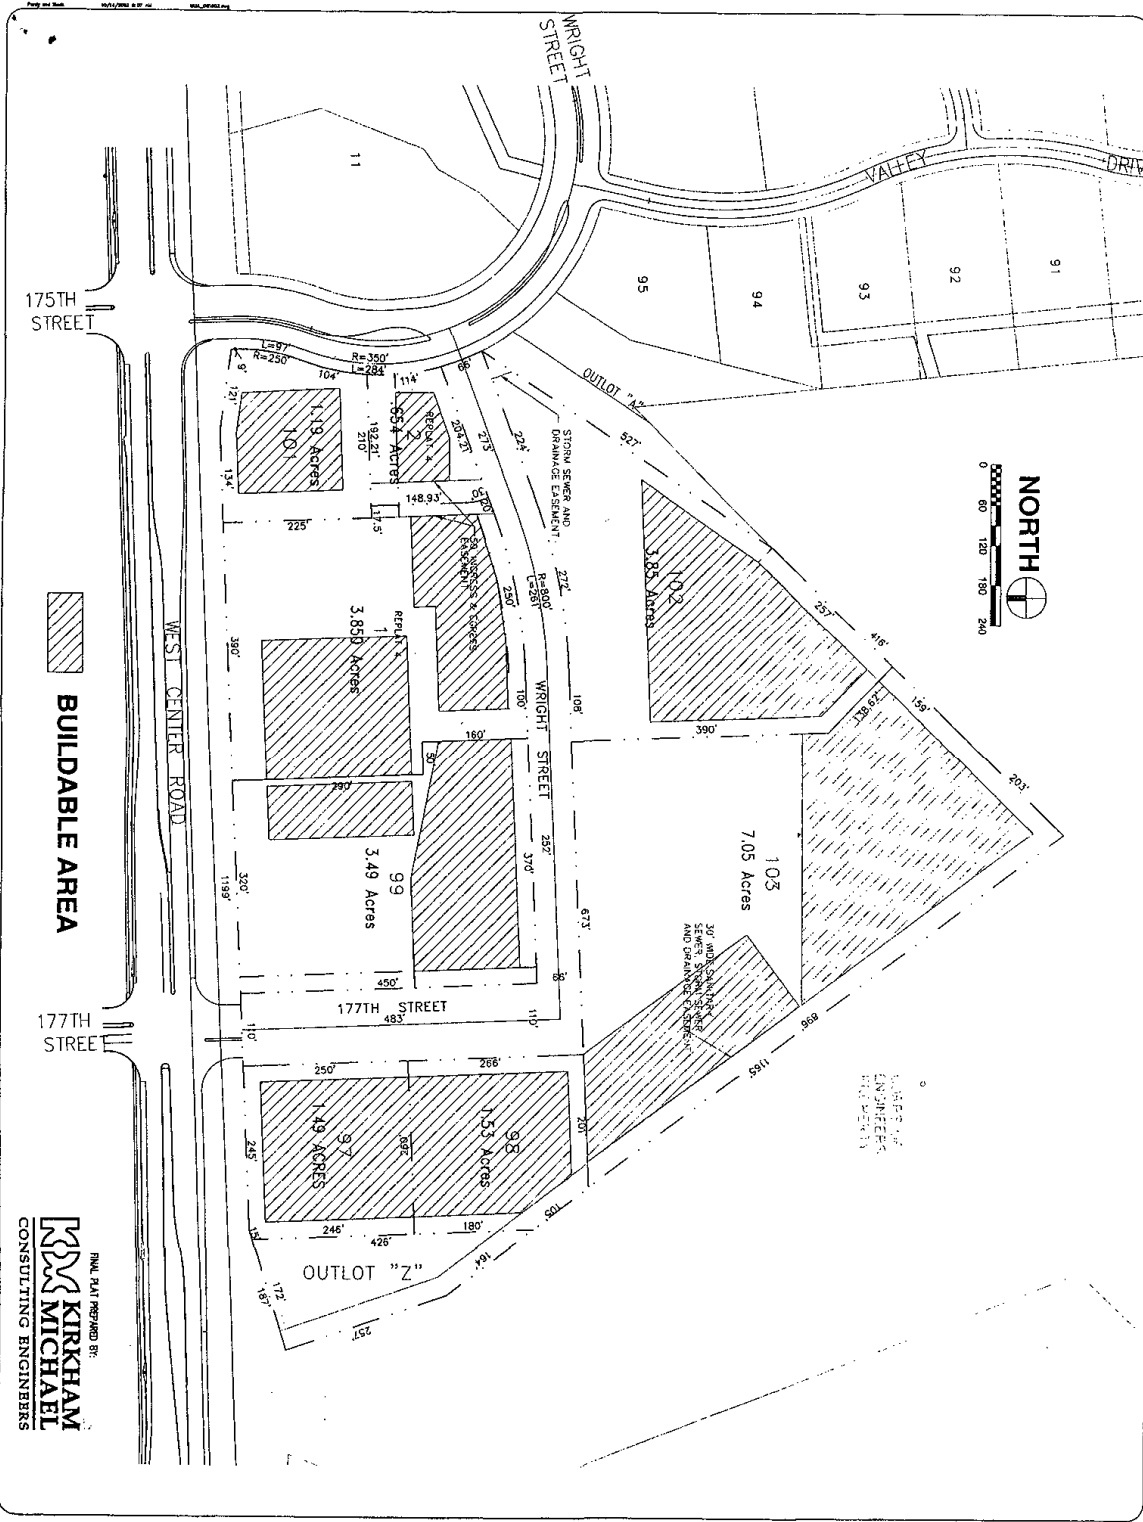 WRIGHT
STREET
VALLEY
11
95
94
93
92
91
175TH
STREET
OUTLOT "A"
L=97'
R=250'
R=350'
L=284'
9'
104'
114'
66'
121'
134'
1.19 Acres
101
.654 Acres
2
REPLAT 4
192.21'
210'
204.21'
273'
224'
527'
STORM SEWER AND
DRAINAGE EASEMENT
NORTH
0 60 120 180 240
148.93'
17.5'
225'
50' INGRESS & EGRESS
EASEMENT
250'
R=800'
L=261'
272'
102
3.85 Acres
257'
416'
REPLAT 4
1
3.850 Acres
390'
100'
108'
WRIGHT STREET
390'
138.62'
159'
203'
160'
50'
290'
WEST CENTER ROAD
BUILDABLE AREA
252'
370'
673'
103
7.05 Acres
99
3.49 Acres
320'
1199'
30' WIDE SANITARY
SEWER, STORM SEWER
AND DRAINAGE EASEMENT
450'
66'
177TH STREET
483'
110'
110'
177TH
STREET
896'
1165'
250'
266'
201'
97
1.49 ACRES
98
1.53 Acres
260'
245'
246'
180'
426'
105'
164'
15'
OUTLOT "Z"
172'
187'
257'
FINAL PLAT PREPARED BY:
KIRKHAM
MICHAEL
CONSULTING ENGINEERS